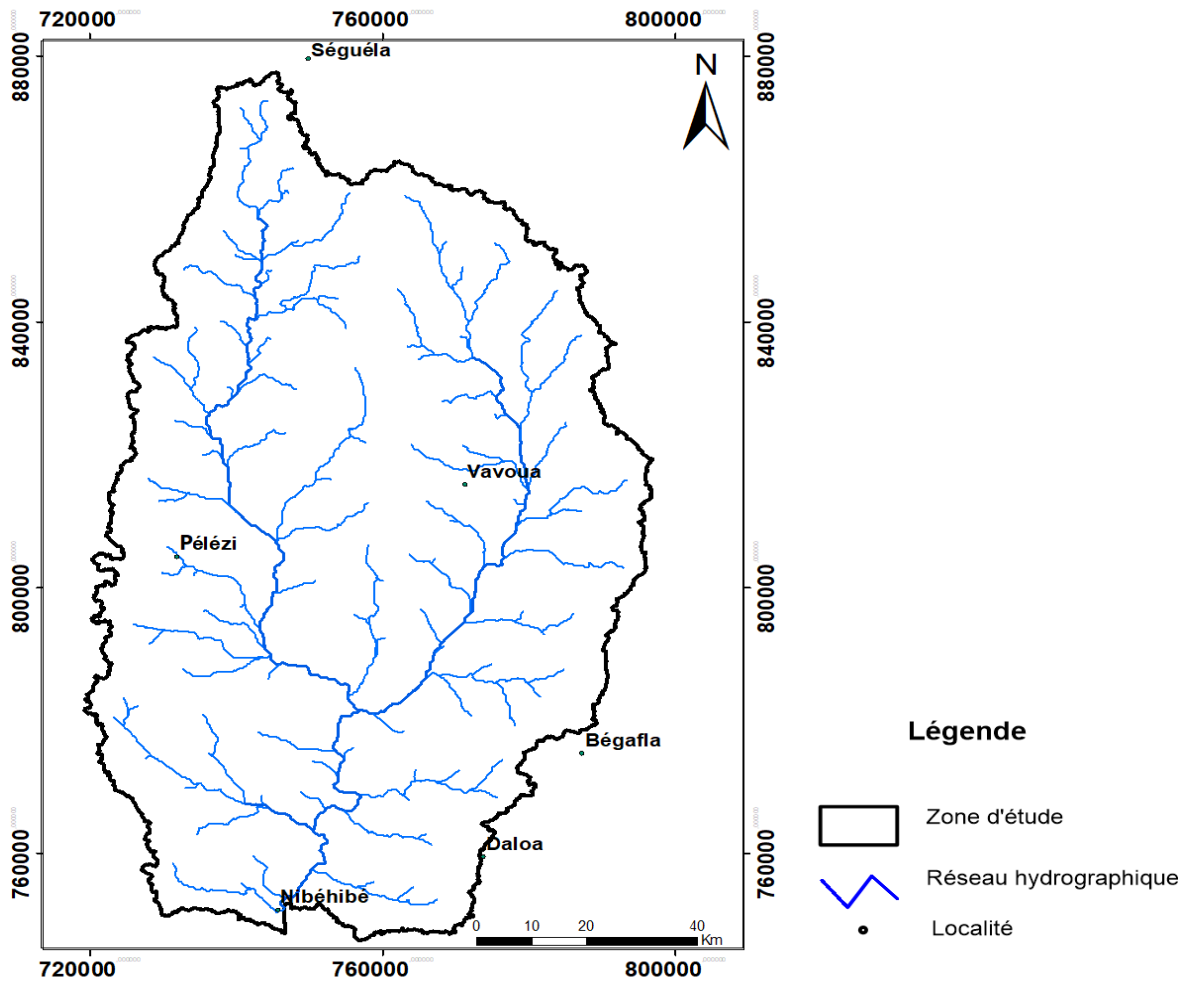 720000 760000 800000
880000 Séguéla 880000
N
840000 840000
Vavoua
Pélézi
800000 800000
Bégafla
Légende
Zone d'étude
760000 Daloa 760000
Réseau hydrographique
Nibéhibé
0 10 20 40
Km
Localité
720000 760000 800000